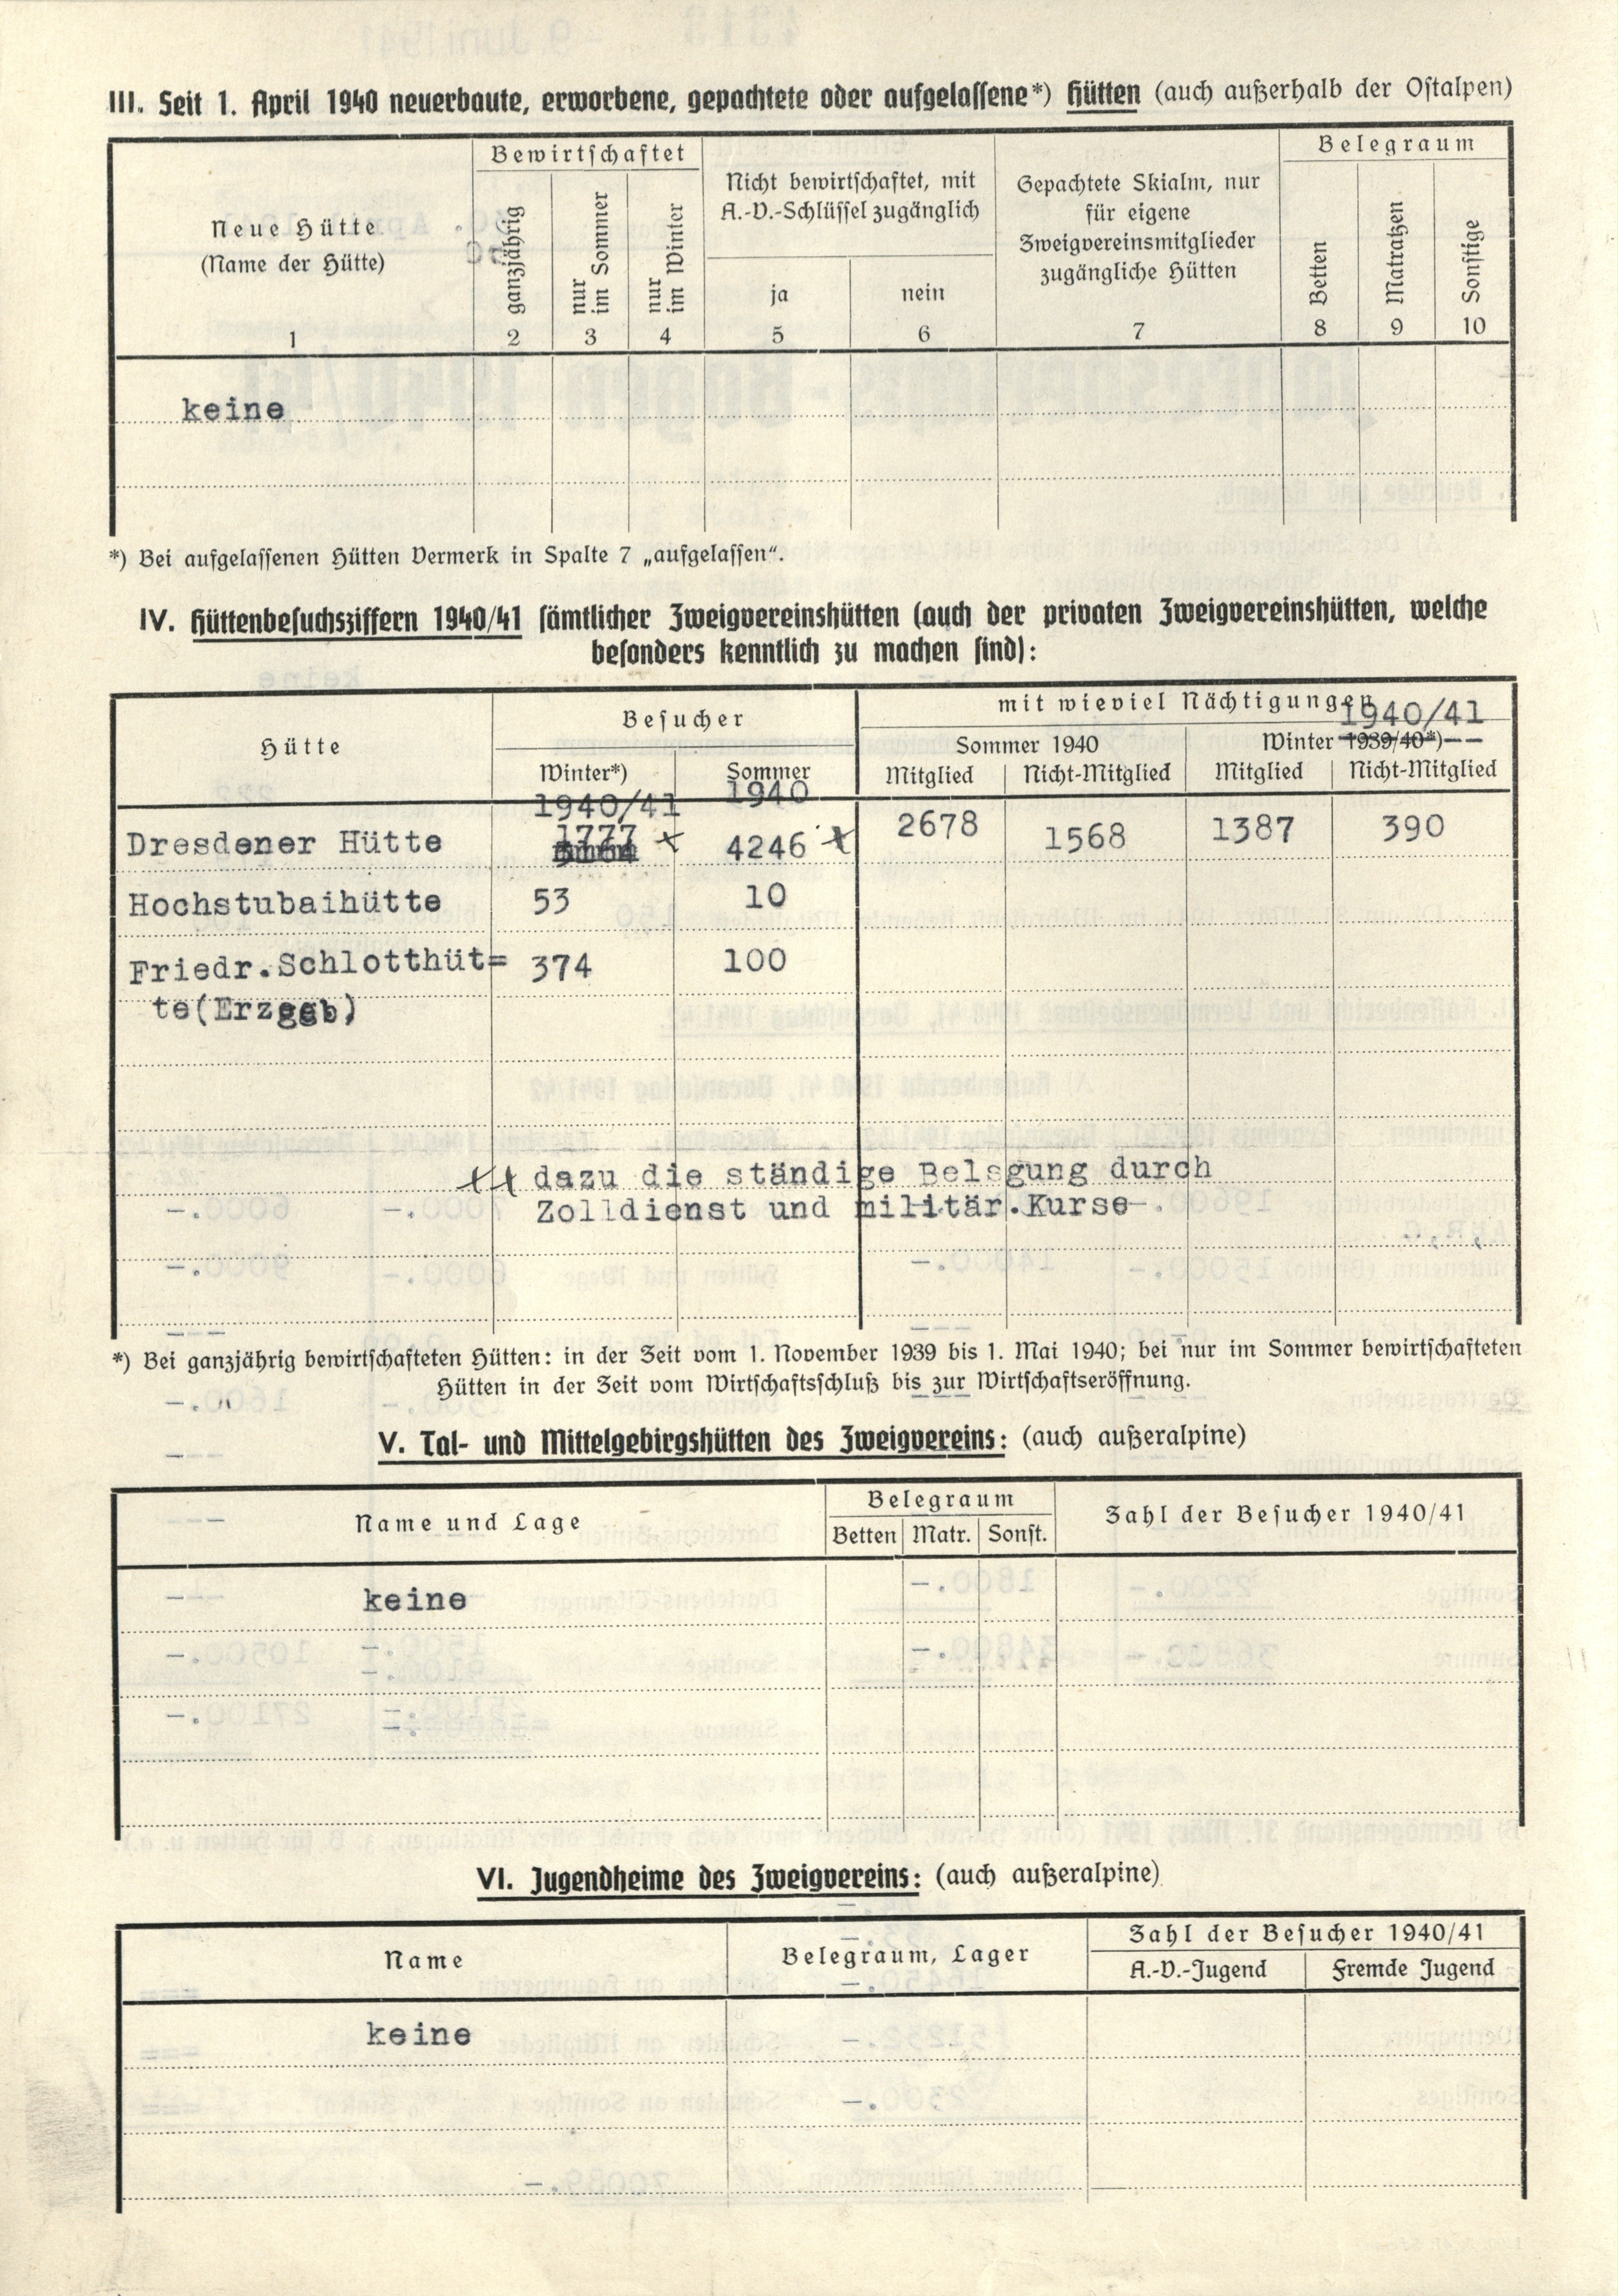 III. Seit 1. April 1940 neuerbaute, erworbene, gepachtete oder aufgelassene*) Hütten (auch außerhalb der Ostalpen)
Neue Hütte
(Name der Hütte)
1
Bewirtschaftet
ganzjährig
2
nur
im Sommer
3
nur
im Winter
4
Nicht bewirtschaftet, mit
A.-V.-Schlüssel zugänglich
ja
5
nein
6
Gepachtete Skialm, nur
für eigene
Zweigvereinsmitglieder
zugängliche Hütten
7
Belegraum
Betten
8
Matratzen
9
Sonstige
10
keine
*) Bei aufgelassenen Hütten Vermerk in Spalte 7 „aufgelassen“.
IV. Hüttenbesuchsziffern 1940/41 sämtlicher Zweigvereinshütten (auch der privaten Zweigvereinshütten, welche
besonders kenntlich zu machen sind):
Hütte
Besucher
Winter*)
1940/41
Sommer
1940
mit wieviel Nächtigungen
Sommer 1940
Mitglied
Nicht-Mitglied
1940/41
Winter 1939/40*)
Mitglied
Nicht-Mitglied
Dresdener Hütte 1777 x 4246 x 2678 1568 1387 390
Hochstubaihütte 53 10
Friedr.Schlotthüt= 374 100
te(Erzgeb)
xx dazu die ständige Belegung durch
Zolldienst und militär.Kurse
*) Bei ganzjährig bewirtschafteten Hütten: in der Zeit vom 1. November 1939 bis 1. Mai 1940; bei nur im Sommer bewirtschafteten
Hütten in der Zeit vom Wirtschaftsschluß bis zur Wirtschaftseröffnung.
V. Tal- und Mittelgebirgshütten des Zweigvereins: (auch außeralpine)
Name und Lage
Belegraum
Betten Matr. Sonst.
Zahl der Besucher 1940/41
keine
VI. Jugendheime des Zweigvereins: (auch außeralpine)
Name
Belegraum, Lager
Zahl der Besucher 1940/41
A.-V.-Jugend
Fremde Jugend
keine